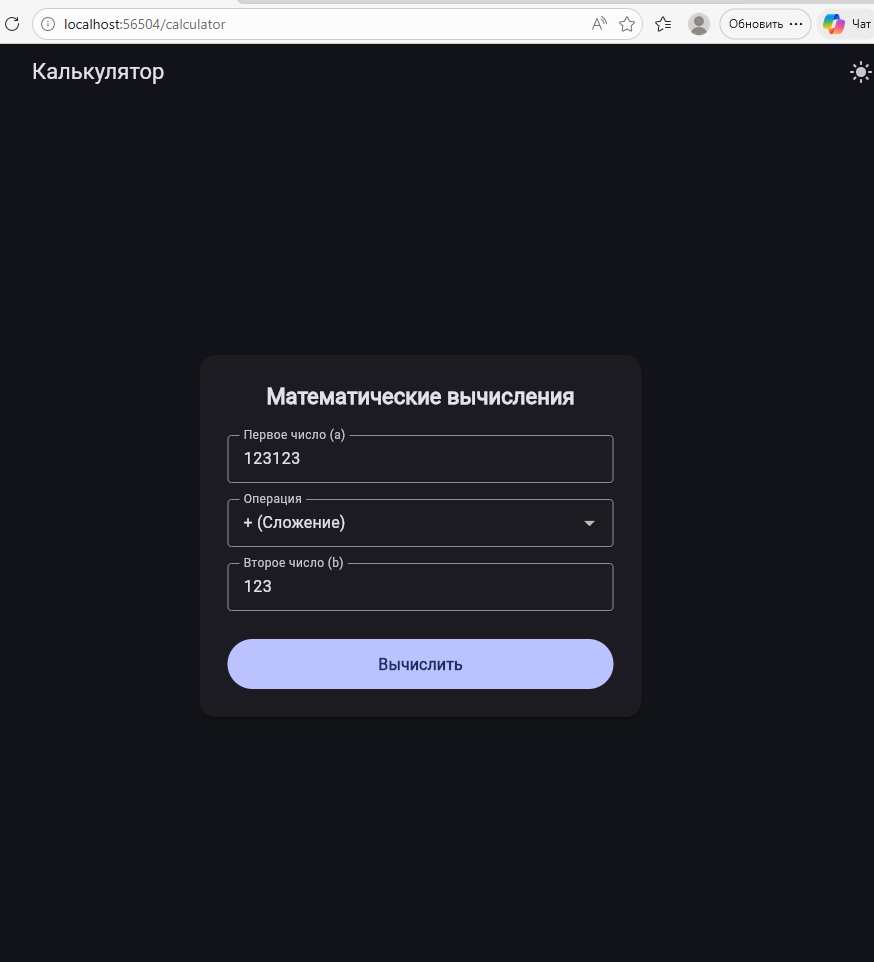 localhost:56504/calculator
Обновить
Чат
Калькулятор
Математические вычисления
Первое число (a)
123123
Операция
+ (Сложение)
Второе число (b)
123
Вычислить